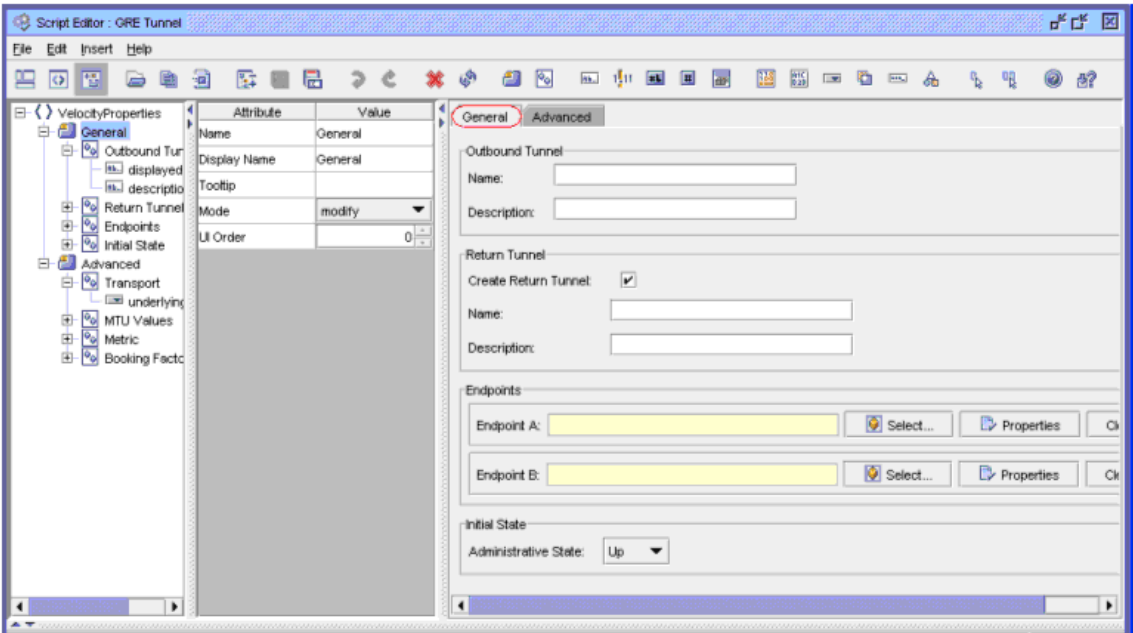 Script Editor : GRE Tunnel
File Edit Insert Help
VelocityProperties
General
Outbound Tur
displayed
descriptio
Return Tunnel
Endpoints
Initial State
Advanced
Transport
underlying
MTU Values
Metric
Booking Facto
Attribute Value
Name General
Display Name General
Tooltip
Mode modify
UI Order 0
General Advanced
Outbound Tunnel
Name:
Description:
Return Tunnel
Create Return Tunnel:
Name:
Description:
Endpoints
Endpoint A: Select... Properties
Endpoint B: Select... Properties
Initial State
Administrative State: Up